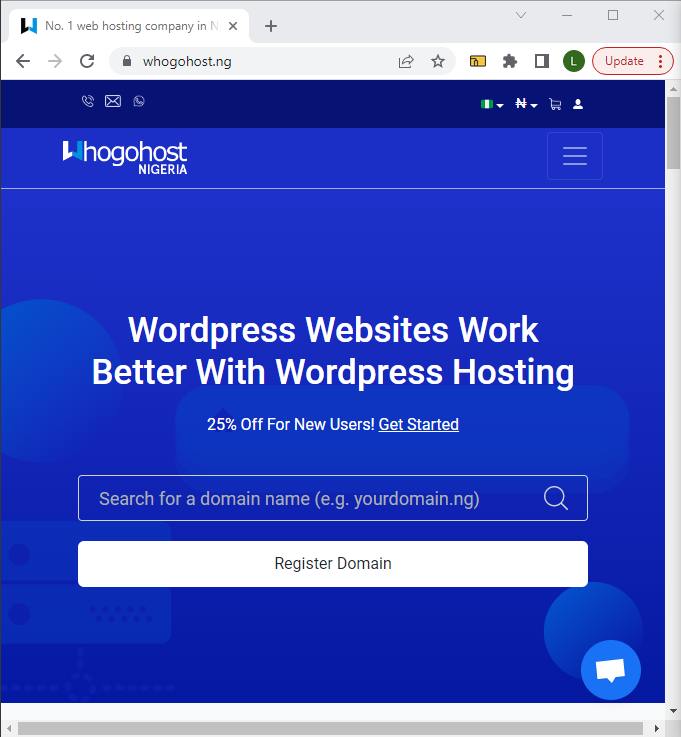 No. 1 web hosting company in N
whogohost.ng
L
Update
₦
Whogohost
NIGERIA
Wordpress Websites Work
Better With Wordpress Hosting
25% Off For New Users! Get Started
Search for a domain name (e.g. yourdomain.ng)
Register Domain